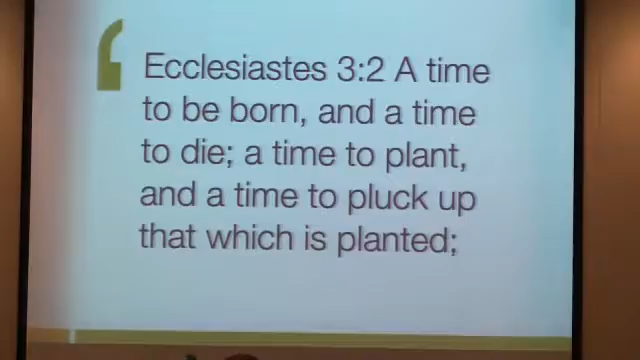 Ecclesiastes 3:2 A time
to be born, and a time
to die; a time to plant,
and a time to pluck up
that which is planted;